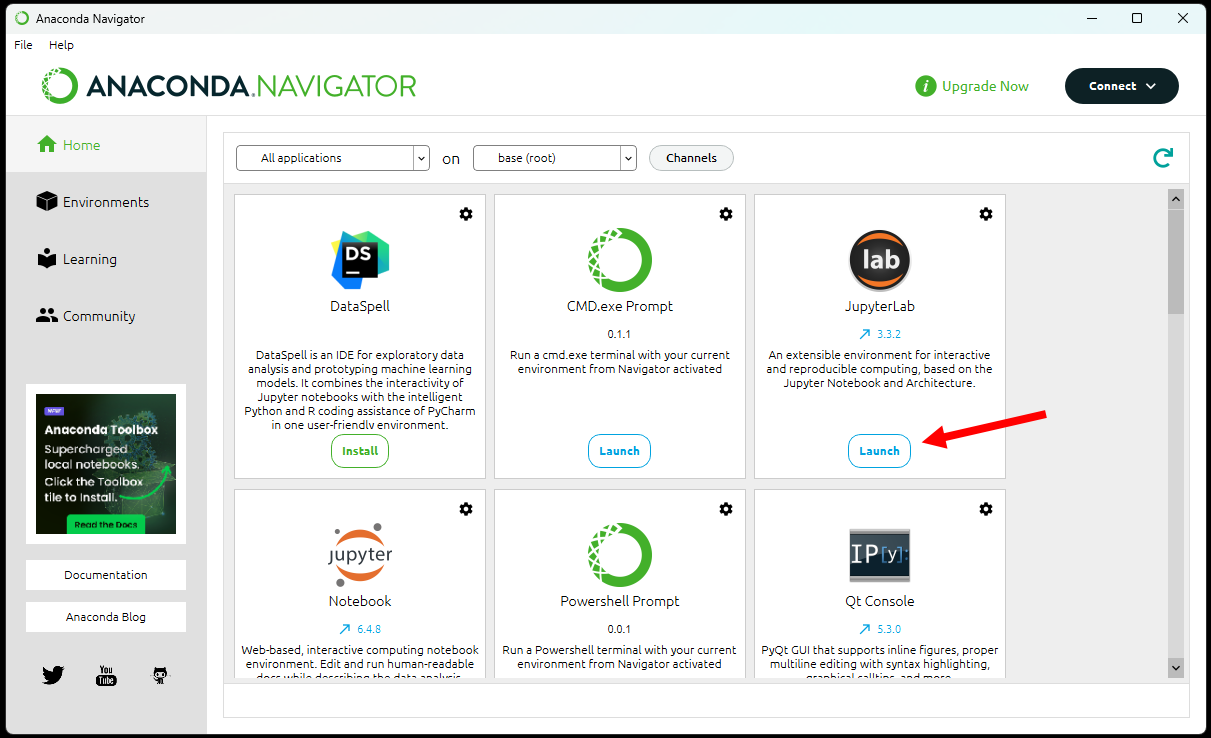 Anaconda Navigator
File Help
ANACONDA.NAVIGATOR
i Upgrade Now
Connect
Home
Environments
Learning
Community
NEW
Anaconda Toolbox
Supercharged
local notebooks.
Click the Toolbox
tile to install.
Read the Docs
Documentation
Anaconda Blog
You
Tube
All applications on base (root) Channels
DS
DataSpell
DataSpell is an IDE for exploratory data
analysis and prototyping machine learning
models. It combines the interactivity of
Jupyter notebooks with the intelligent
Python and R coding assistance of PyCharm
in one user-friendly environment.
Install
CMD.exe Prompt
0.1.1
Run a cmd.exe terminal with your current
environment from Navigator activated
Launch
lab
JupyterLab
3.3.2
An extensible environment for interactive
and reproducible computing, based on the
Jupyter Notebook and Architecture.
Launch
jupyter
Notebook
6.4.8
Web-based, interactive computing notebook
environment. Edit and run human-readable
docs while describing the data analysis.
Powershell Prompt
0.0.1
Run a Powershell terminal with your current
environment from Navigator activated
IP[y]:
Qt Console
5.3.0
PyQt GUI that supports inline figures, proper
multiline editing with syntax highlighting,
graphical calltips, and more.